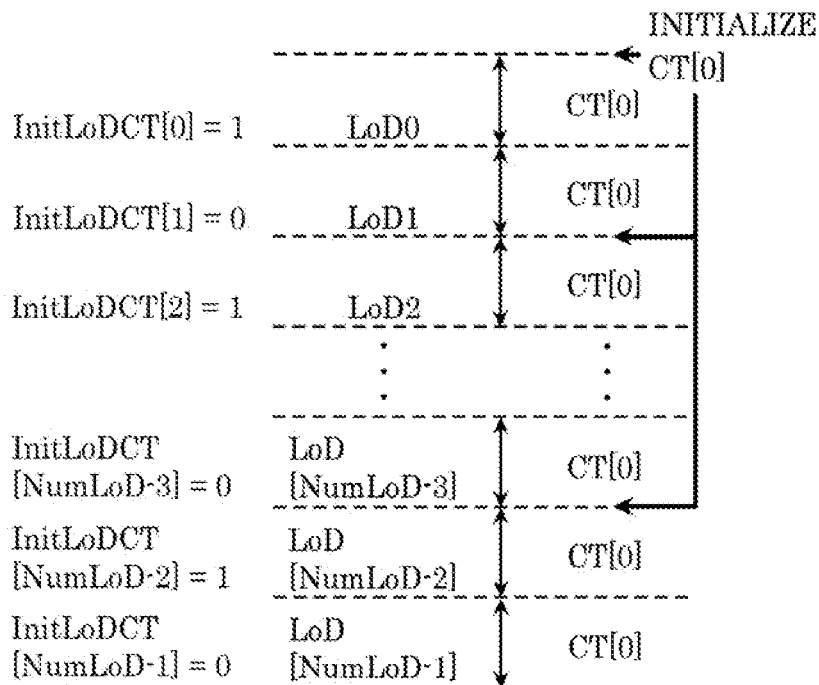 INITIALIZE
CT[0]
InitLoDCT[0] = 1 LoD0 CT[0]
InitLoDCT[1] = 0 LoD1 CT[0]
InitLoDCT[2] = 1 LoD2 CT[0]
InitLoDCT LoD
[NumLoD-3] = 0 [NumLoD-3] CT[0]
InitLoDCT LoD
[NumLoD-2] = 1 [NumLoD-2] CT[0]
InitLoDCT LoD
[NumLoD-1] = 0 [NumLoD-1] CT[0]